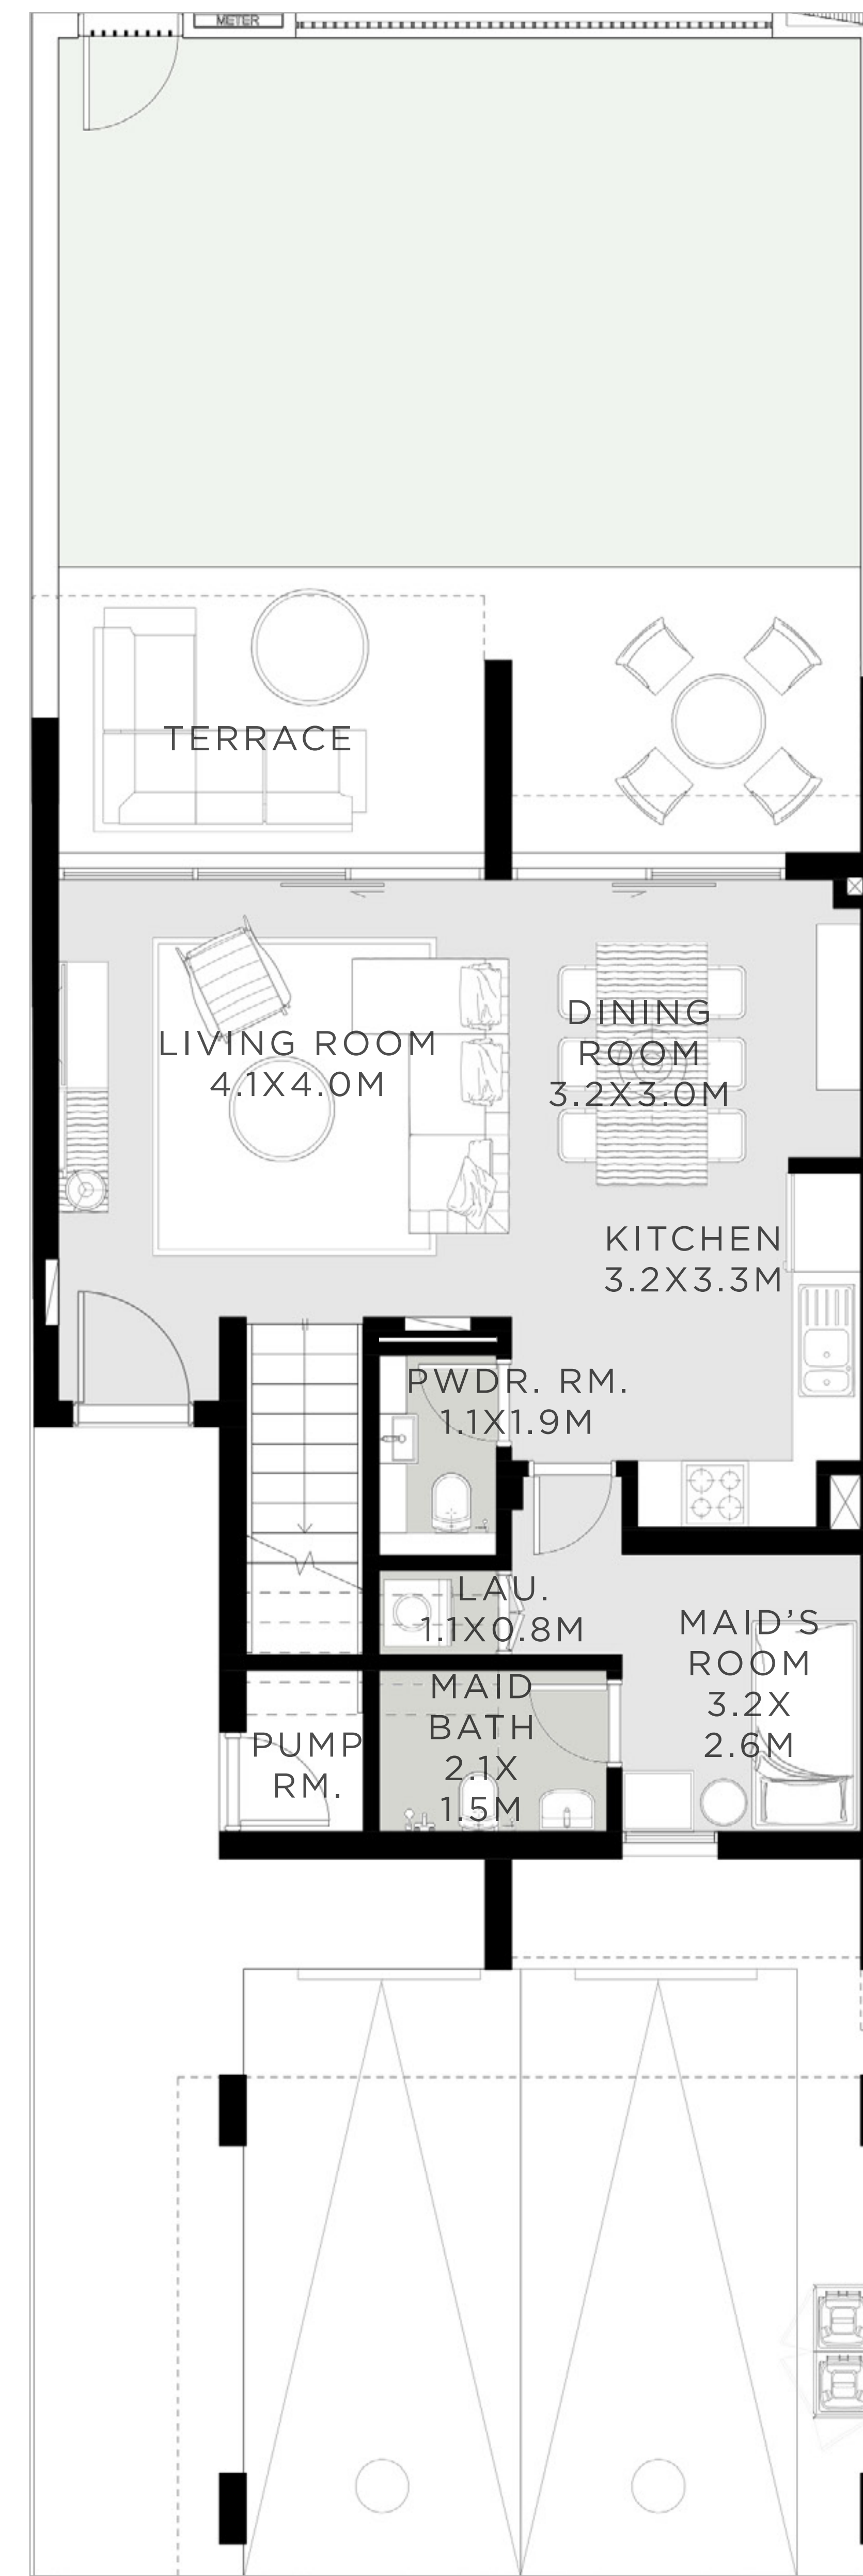 METER
TERRACE
LIVING ROOM
4.1X4.0M
DINING
ROOM
3.2X3.0M
KITCHEN
3.2X3.3M
PWDR. RM.
1.1X1.9M
LAU.
1.1X0.8M
MAID'S
ROOM
3.2X
2.6M
MAID
BATH
2.1X
1.5M
PUMP
RM.